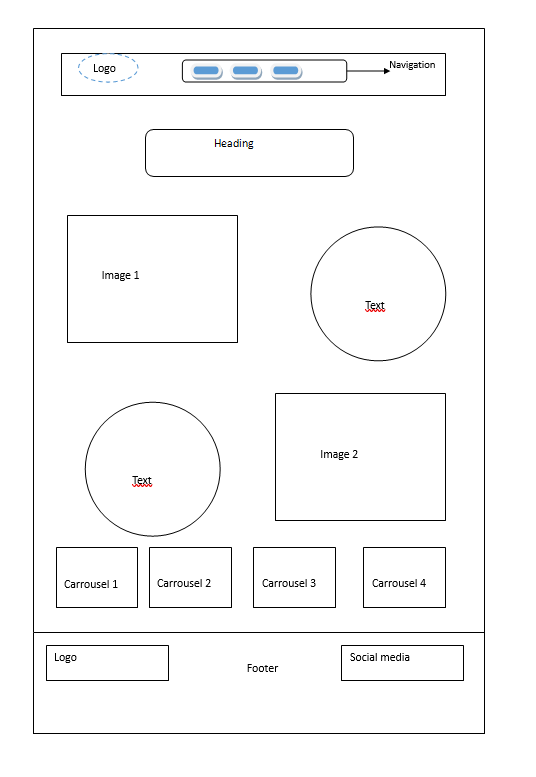 Logo
Navigation
Heading
Image 1
Text
Text
Image 2
Carrousel 1
Carrousel 2
Carrousel 3
Carrousel 4
Logo
Footer
Social media